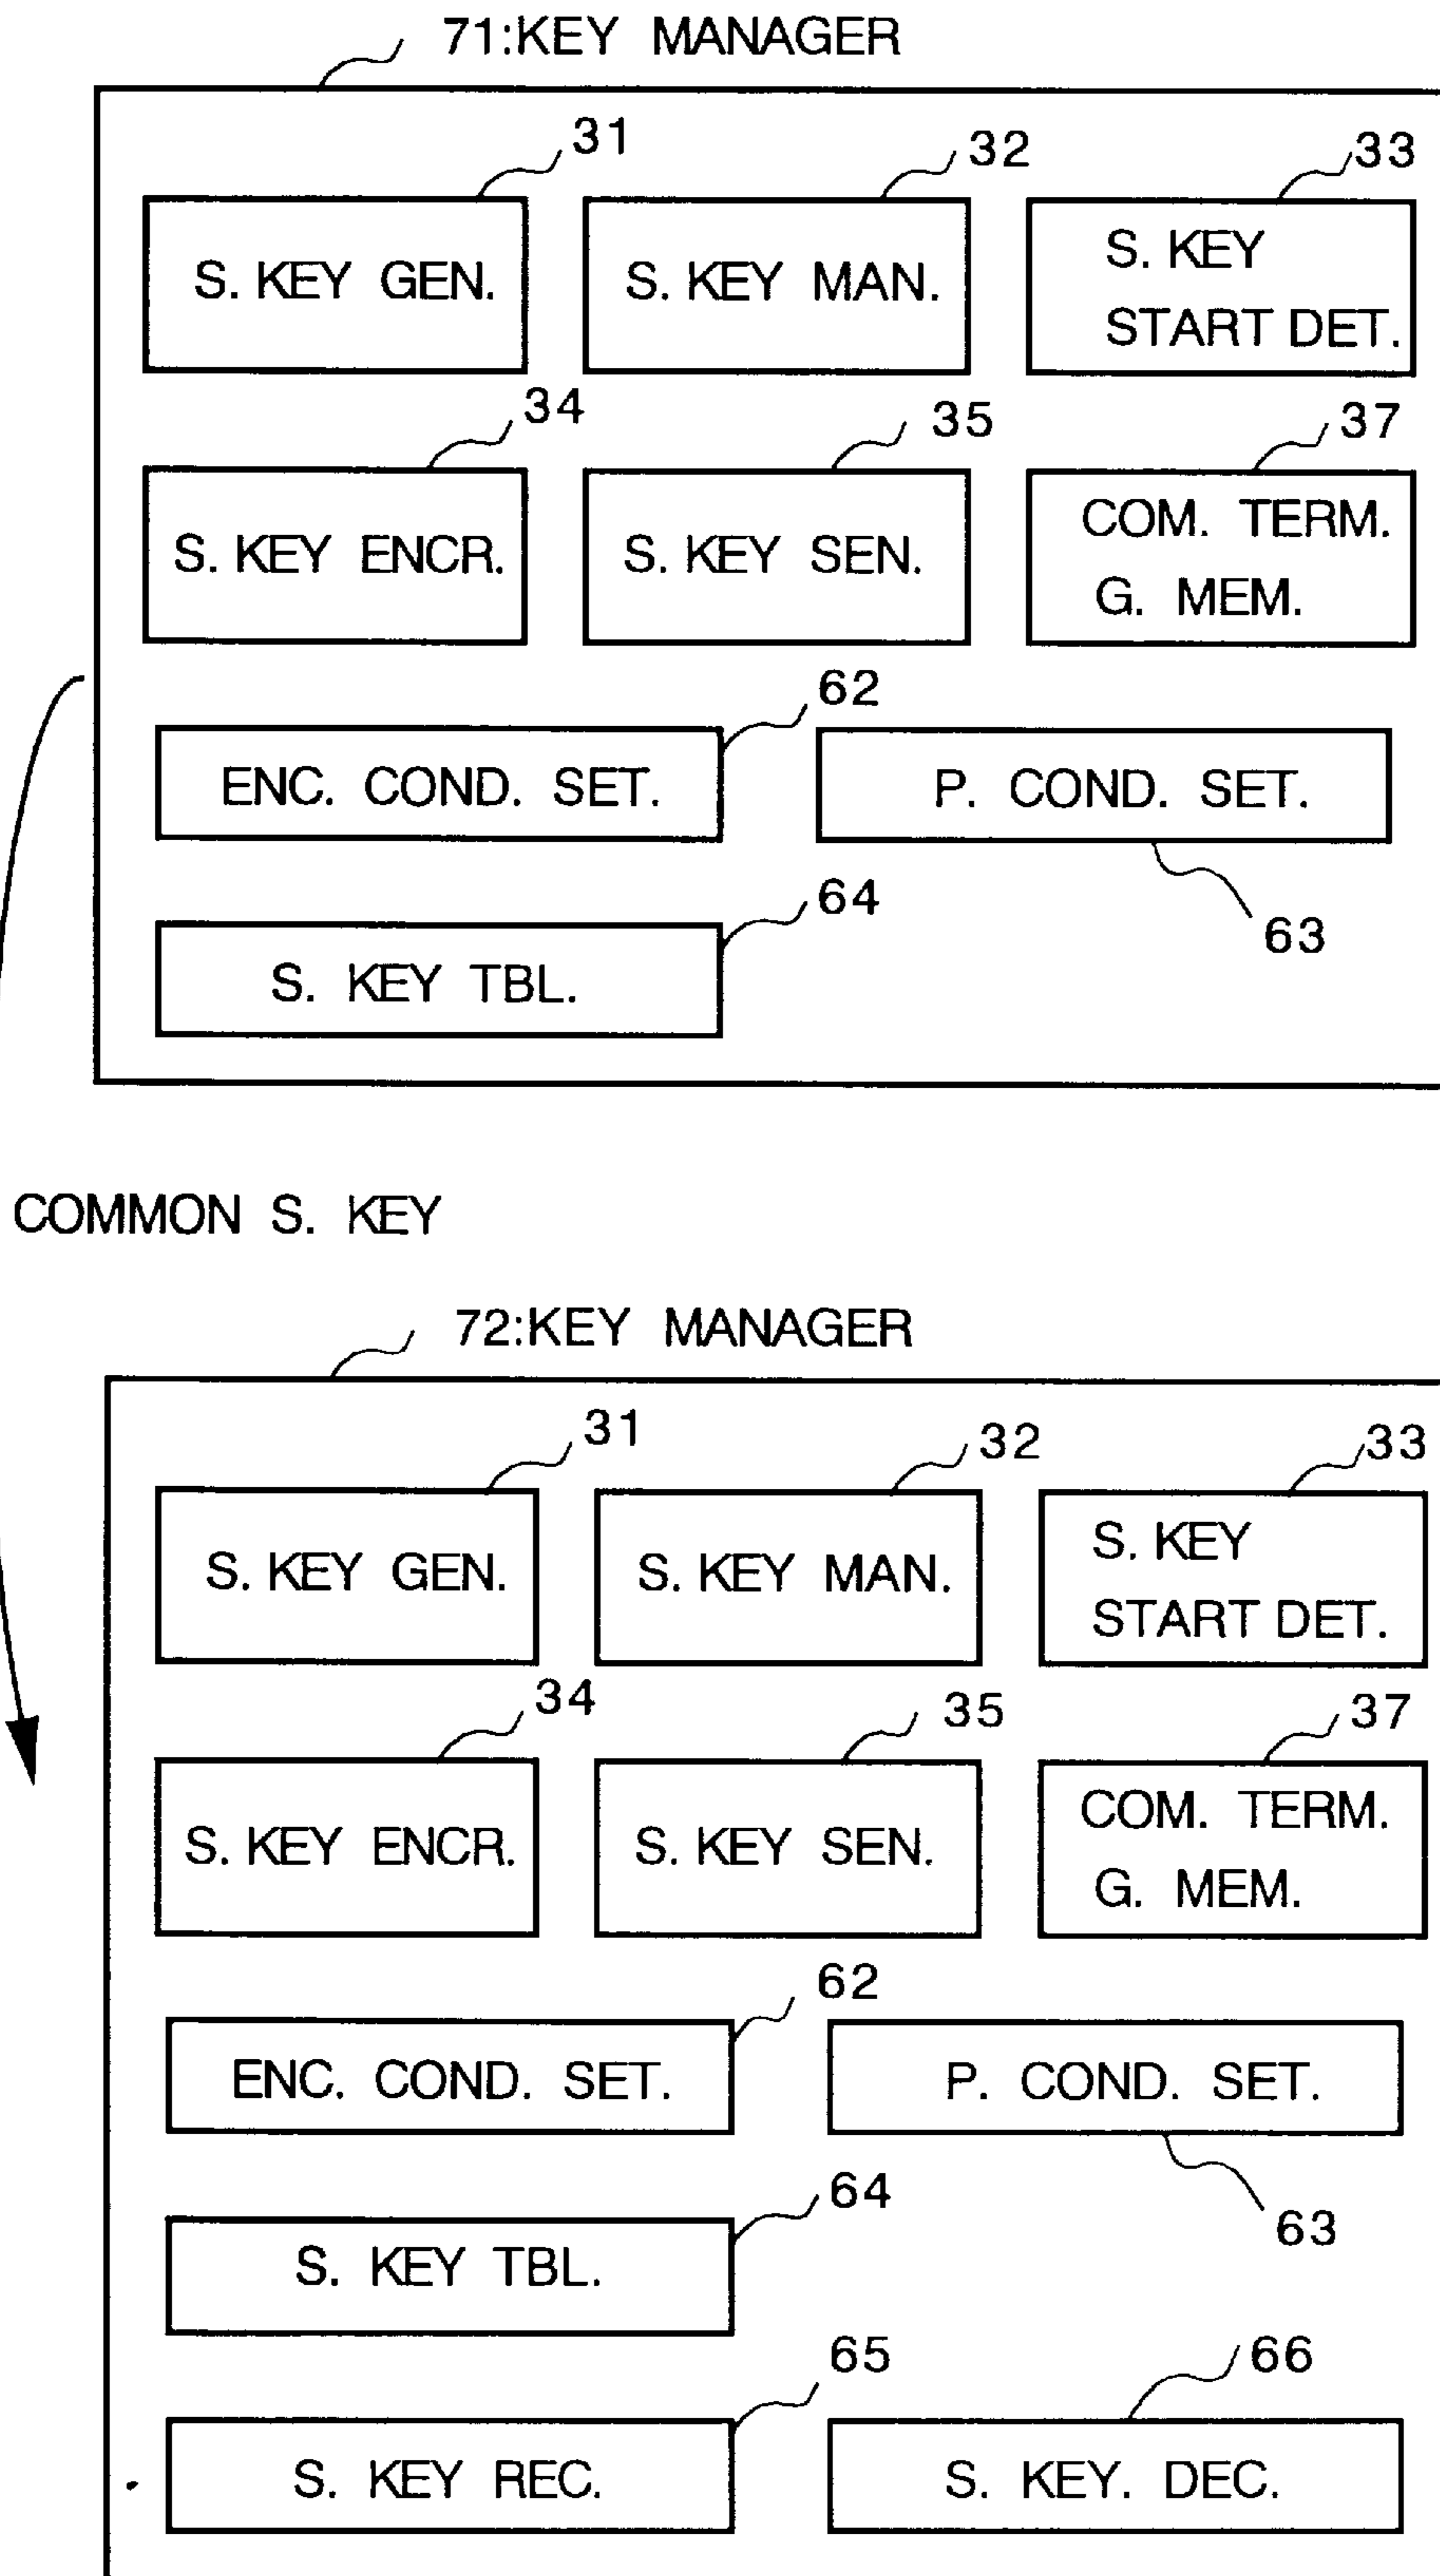 71:KEY MANAGER
31
32
33
S. KEY GEN.
S. KEY MAN.
S. KEY
START DET.
34
35
37
S. KEY ENCR.
S. KEY SEN.
COM. TERM.
G. MEM.
62
ENC. COND. SET.
P. COND. SET.
64
63
S. KEY TBL.
COMMON S. KEY
72:KEY MANAGER
31
32
33
S. KEY GEN.
S. KEY MAN.
S. KEY
START DET.
34
35
37
S. KEY ENCR.
S. KEY SEN.
COM. TERM.
G. MEM.
62
ENC. COND. SET.
P. COND. SET.
64
63
S. KEY TBL.
65
66
S. KEY REC.
S. KEY. DEC.